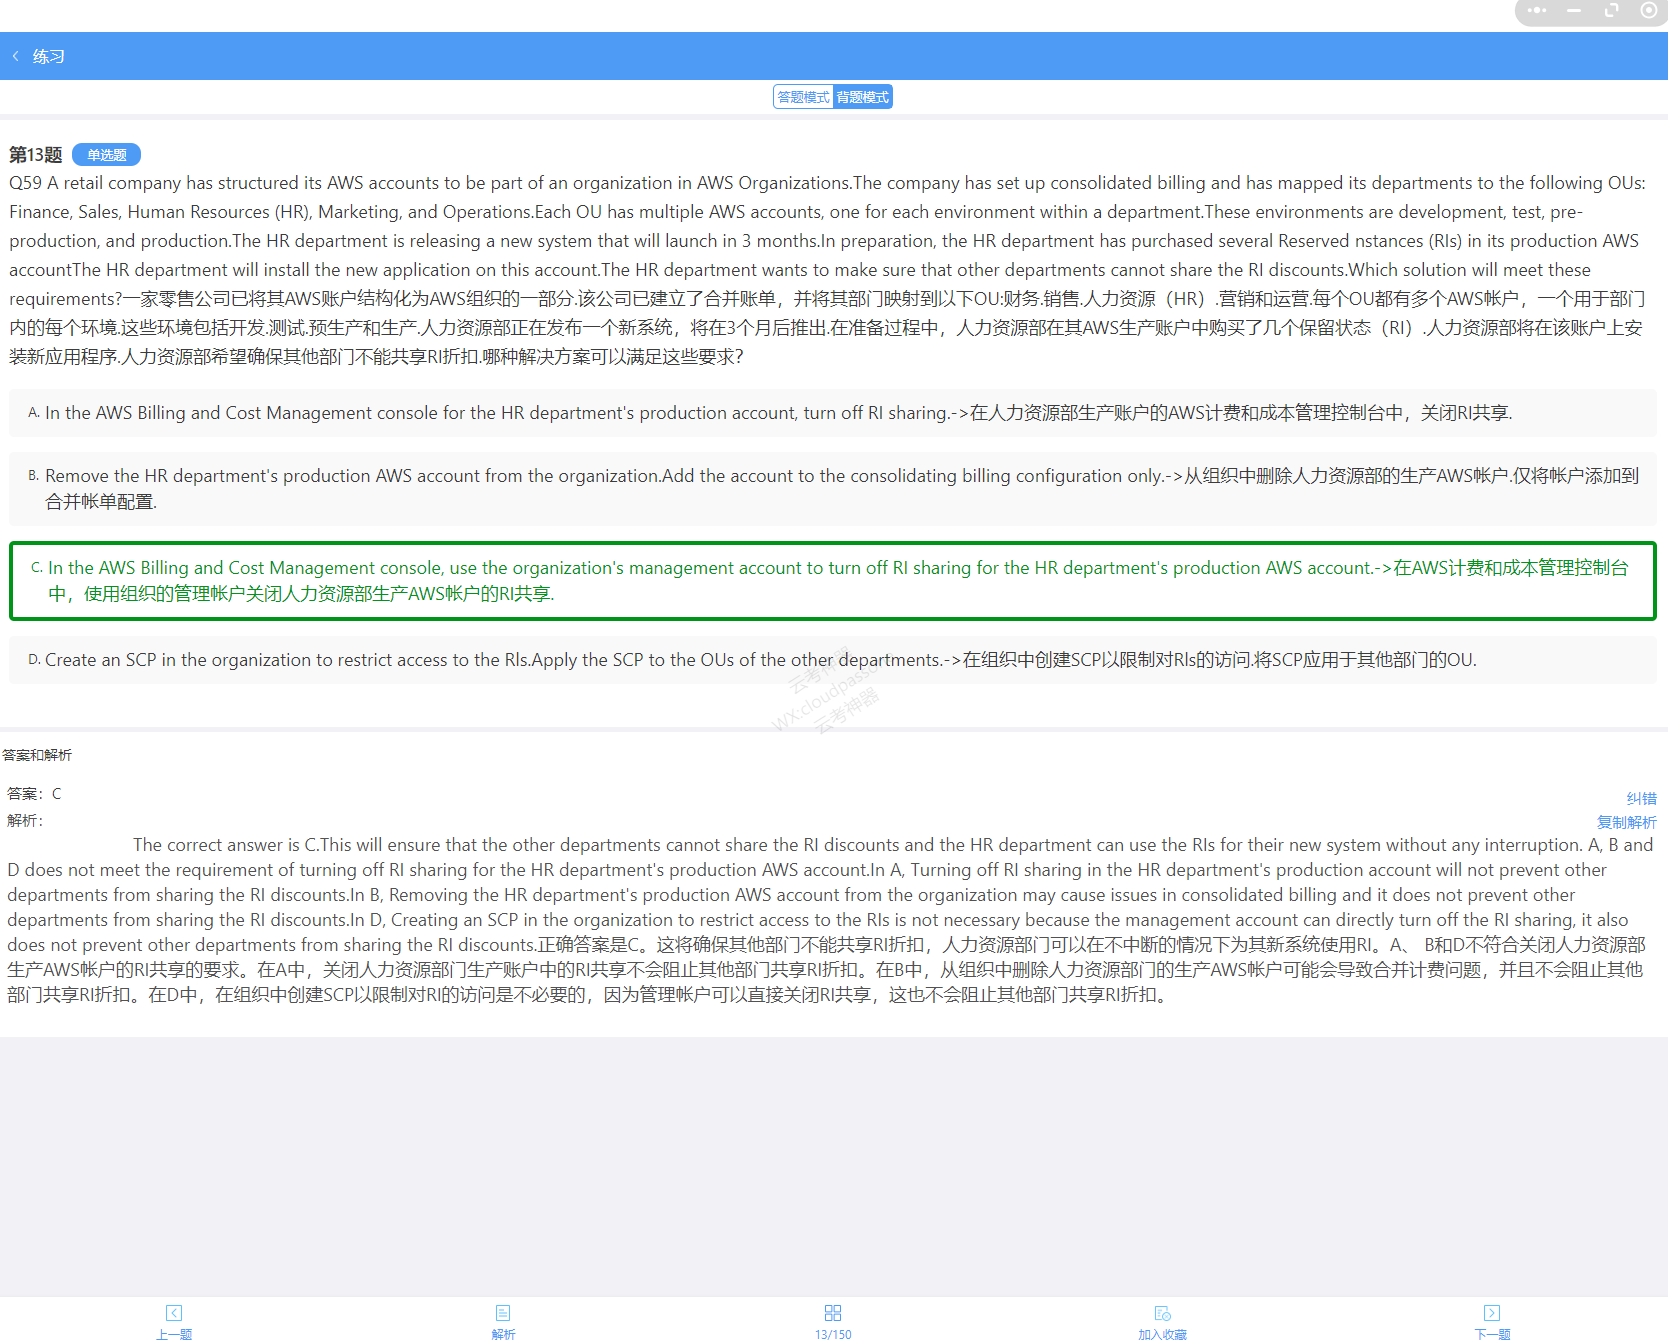 练习
答题模式 背题模式
第13题 单选题
Q59 A retail company has structured its AWS accounts to be part of an organization in AWS Organizations.The company has set up consolidated billing and has mapped its departments to the following OUs:
Finance, Sales, Human Resources (HR), Marketing, and Operations.Each OU has multiple AWS accounts, one for each environment within a department.These environments are development, test, pre-
production, and production.The HR department is releasing a new system that will launch in 3 months.In preparation, the HR department has purchased several Reserved nstances (RIs) in its production AWS
accountThe HR department will install the new application on this account.The HR department wants to make sure that other departments cannot share the RI discounts.Which solution will meet these
requirements?一家零售公司已将其AWS账户结构化为AWS组织的一部分.该公司已建立了合并账单，并将其部门映射到以下OU:财务.销售.人力资源（HR）.营销和运营.每个OU都有多个AWS帐户，一个用于部门
内的每个环境.这些环境包括开发.测试.预生产和生产.人力资源部正在发布一个新系统，将在3个月后推出.在准备过程中，人力资源部在其AWS生产账户中购买了几个保留状态（RI）.人力资源部将在该账户上安
装新应用程序.人力资源部希望确保其他部门不能共享RI折扣.哪种解决方案可以满足这些要求？
A. In the AWS Billing and Cost Management console for the HR department's production account, turn off RI sharing.->在人力资源部生产账户的AWS计费和成本管理控制台中，关闭RI共享.
B. Remove the HR department's production AWS account from the organization.Add the account to the consolidating billing configuration only.->从组织中删除人力资源部的生产AWS帐户.仅将帐户添加到
合并帐单配置.
C. In the AWS Billing and Cost Management console, use the organization's management account to turn off RI sharing for the HR department's production AWS account.->在AWS计费和成本管理控制台
中，使用组织的管理帐户关闭人力资源部生产AWS帐户的RI共享.
D. Create an SCP in the organization to restrict access to the RIs.Apply the SCP to the OUs of the other departments.->在组织中创建SCP以限制对RIs的访问.将SCP应用于其他部门的OU.
云考神器
WX:cloudpassorg
云考神器
答案和解析
答案：C
纠错
解析：
复制解析
The correct answer is C.This will ensure that the other departments cannot share the RI discounts and the HR department can use the RIs for their new system without any interruption. A, B and
D does not meet the requirement of turning off RI sharing for the HR department's production AWS account.In A, Turning off RI sharing in the HR department's production account will not prevent other
departments from sharing the RI discounts.In B, Removing the HR department's production AWS account from the organization may cause issues in consolidated billing and it does not prevent other
departments from sharing the RI discounts.In D, Creating an SCP in the organization to restrict access to the RIs is not necessary because the management account can directly turn off the RI sharing, it also
does not prevent other departments from sharing the RI discounts.正确答案是C。这将确保其他部门不能共享RI折扣，人力资源部门可以在不中断的情况下为其新系统使用RI。A、 B和D不符合关闭人力资源部
生产AWS帐户的RI共享的要求。在A中，关闭人力资源部门生产账户中的RI共享不会阻止其他部门共享RI折扣。在B中，从组织中删除人力资源部门的生产AWS帐户可能会导致合并计费问题，并且不会阻止其他
部门共享RI折扣。在D中，在组织中创建SCP以限制对RI的访问是不必要的，因为管理帐户可以直接关闭RI共享，这也不会阻止其他部门共享RI折扣。
上一题 解析 13/150 加入收藏 下一题